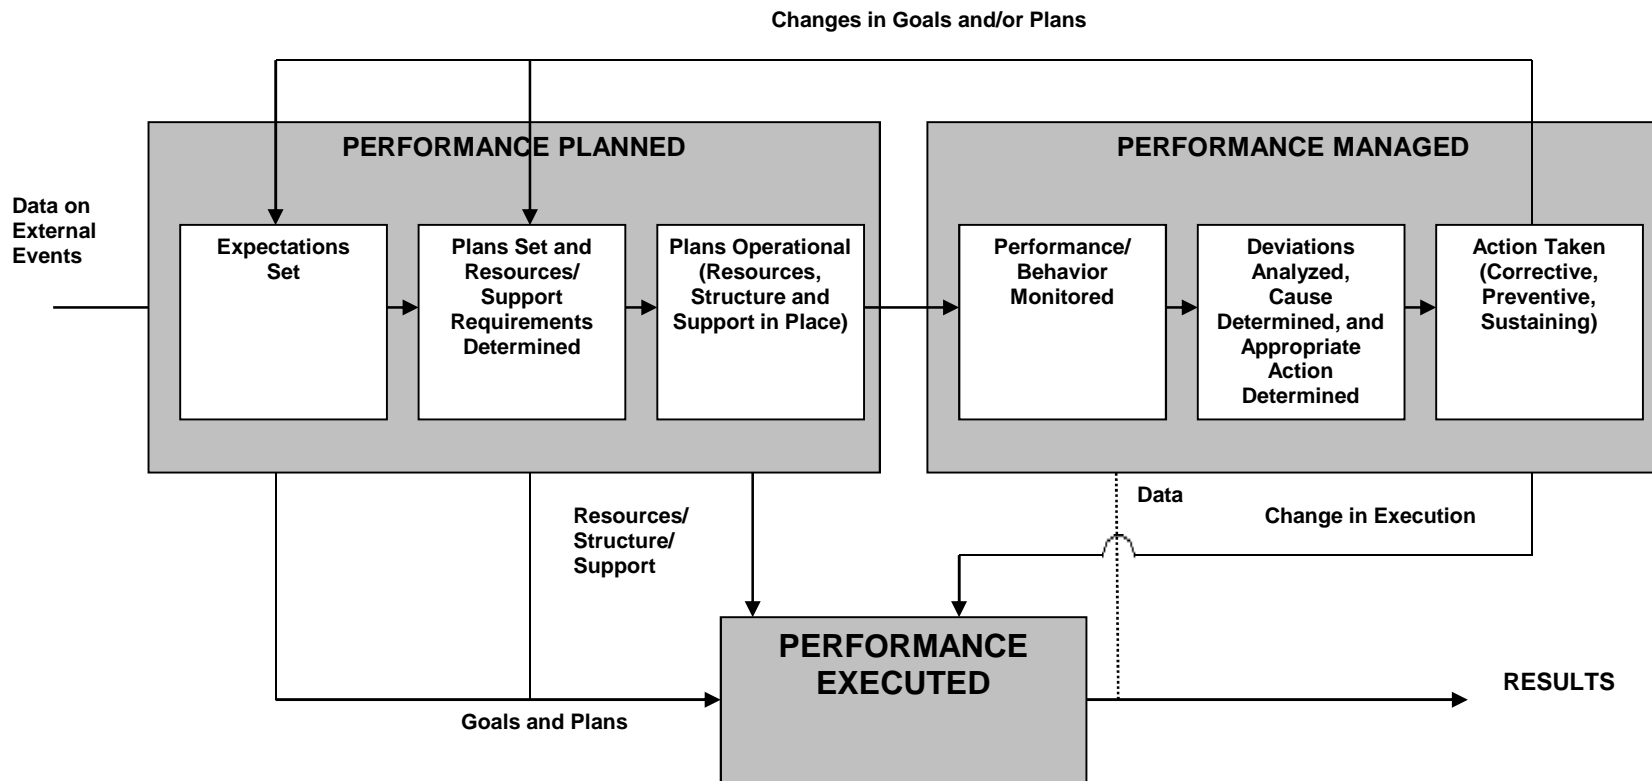 Changes in Goals and/or Plans
PERFORMANCE PLANNED
PERFORMANCE MANAGED
Data on
External
Events
Expectations
Set
Plans Set and
Resources/
Support
Requirements
Determined
Plans Operational
(Resources,
Structure and
Support in Place)
Performance/
Behavior
Monitored
Deviations
Analyzed,
Cause
Determined, and
Appropriate
Action
Determined
Action Taken
(Corrective,
Preventive,
Sustaining)
Resources/
Structure/
Support
Data
Change in Execution
PERFORMANCE
EXECUTED
Goals and Plans
RESULTS